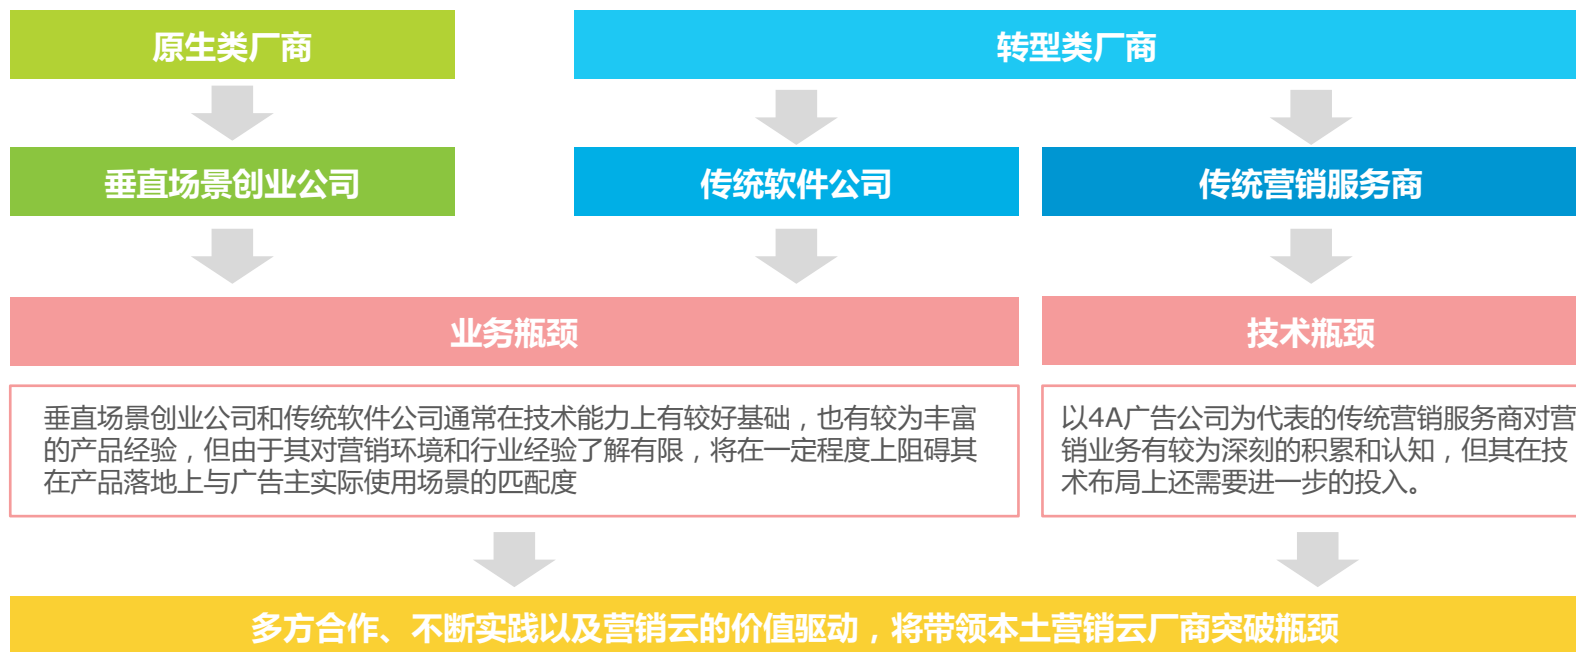 原生类厂商
转型类厂商
垂直场景创业公司
传统软件公司
传统营销服务商
业务瓶颈
技术瓶颈
垂直场景创业公司和传统软件公司通常在技术能力上有较好基础，也有较为丰富
的产品经验，但由于其对营销环境和行业经验了解有限，将在一定程度上阻碍其
在产品落地上与广告主实际使用场景的匹配度
以4A广告公司为代表的传统营销服务商对营
销业务有较为深刻的积累和认知，但其在技
术布局上还需要进一步的投入。
多方合作、不断实践以及营销云的价值驱动，将带领本土营销云厂商突破瓶颈